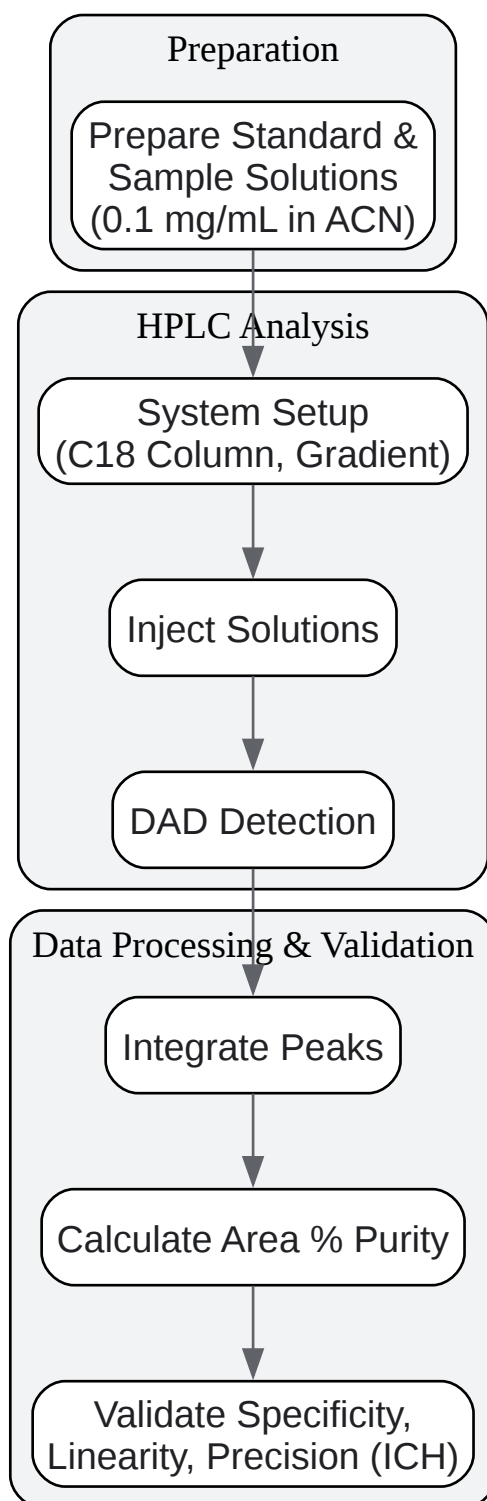 Preparation
Prepare Standard &
Sample Solutions
(0.1 mg/mL in ACN)
HPLC Analysis
System Setup
(C18 Column, Gradient)
Inject Solutions
DAD Detection
Data Processing & Validation
Integrate Peaks
Calculate Area % Purity
Validate Specificity,
Linearity, Precision (ICH)